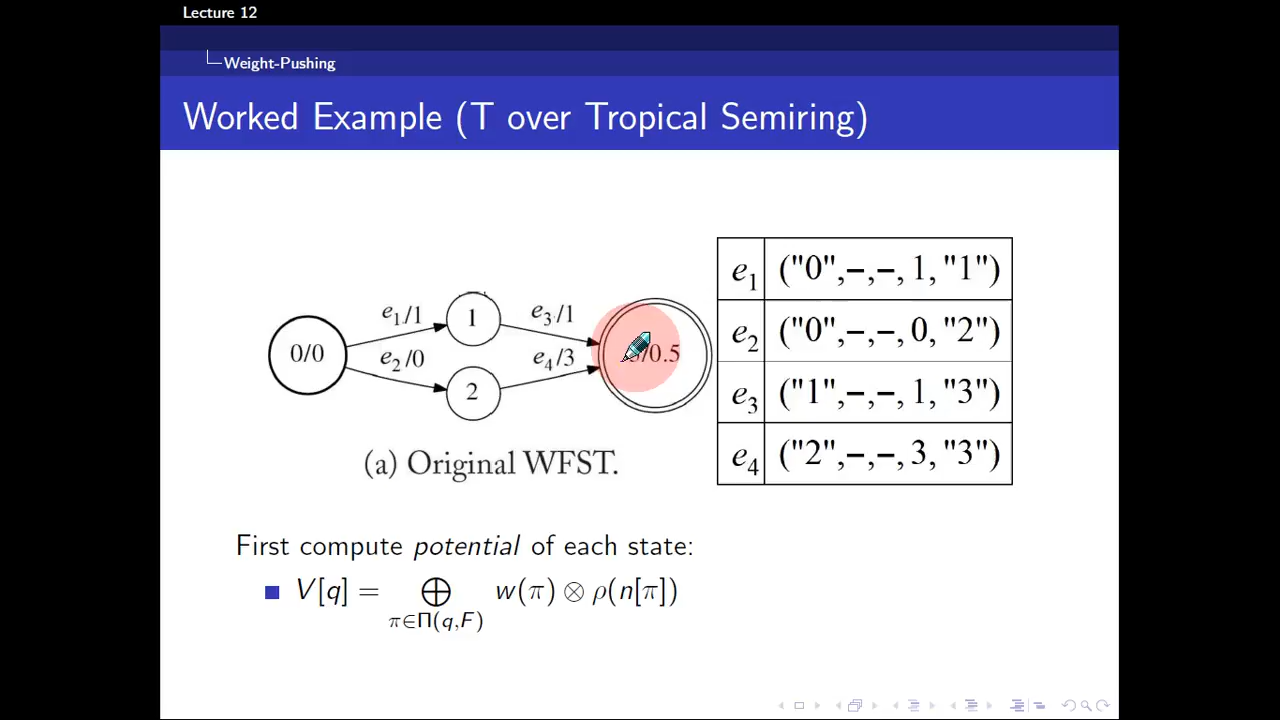 Lecture 12
Weight-Pushing
Worked Example (T over Tropical Semiring)
e1/1
1
e3/1
0/0
e2/0
e4/3
/0.5
2
(a) Original WFST.
e1 ("0",–,–, 1, "1")
e2 ("0",–,–, 0, "2")
e3 ("1",–,–, 1, "3")
e4 ("2",–,–, 3, "3")
First compute potential of each state:
V[q] = ⊕ w(π) ⊗ ρ(n[π])
π∈Π(q,F)